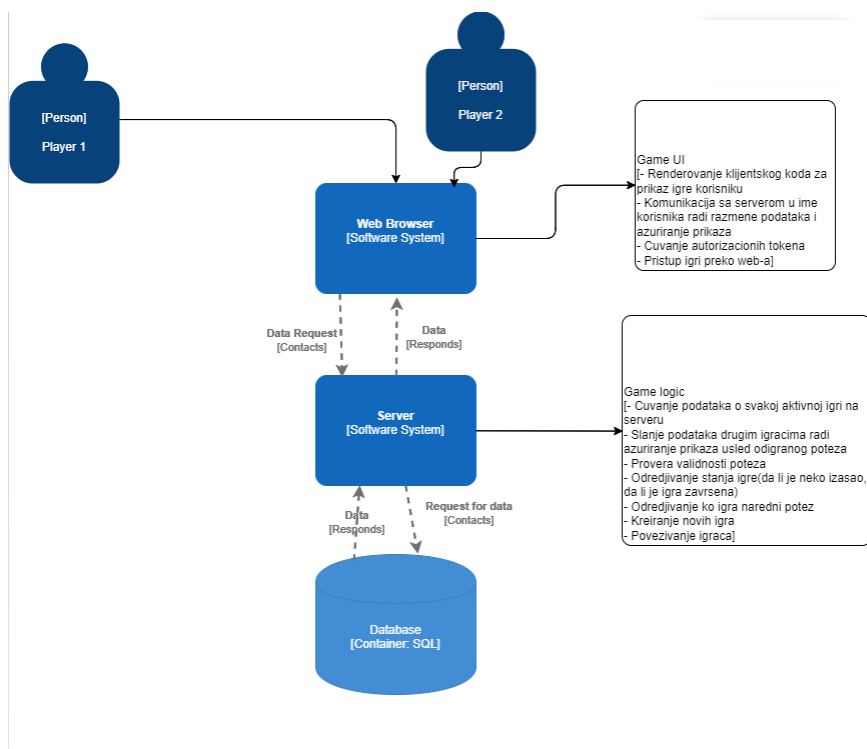 [Person]
Player 1
[Person]
Player 2
Web Browser
[Software System]
Game UI
[- Renderovanje klijentskog koda za
prikaz igre korisniku
- Komunikacija sa serverom u ime
korisnika radi razmene podataka i
azuriranje prikaza
- Cuvanje autorizacionih tokena
- Pristup igri preko web-a]
Data Request
[Contacts]
Data
[Responds]
Server
[Software System]
Game logic
[- Cuvanje podataka o svakoj aktivnoj igri na
serveru
- Slanje podataka drugim igracima radi
azuriranje prikaza usled odigranog poteza
- Provera validnosti poteza
- Odredjivanje stanja igre(da li je neko izasao,
da li je igra zavrsena)
- Odredjivanje ko igra naredni potez
- Kreiranje novih igra
- Povezivanje igraca]
Data
[Responds]
Request for data
[Contacts]
Database
[Container: SQL]